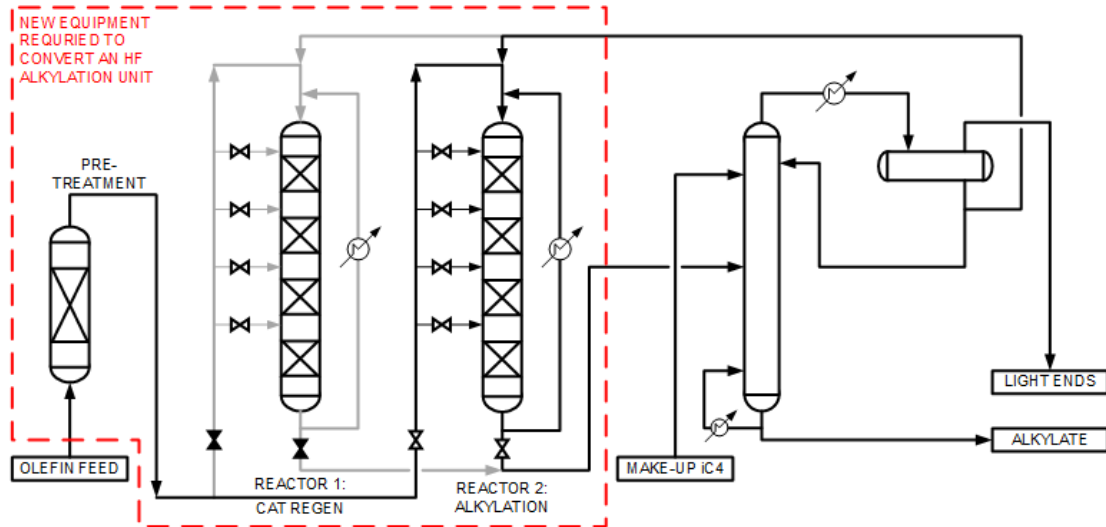 NEW EQUIPMENT
REQURIED TO
CONVERT AN HF
ALKYLATION UNIT
PRE-
TREATMENT
OLEFIN FEED
REACTOR 1:
CAT REGEN
REACTOR 2:
ALKYLATION
MAKE-UP iC4
LIGHT ENDS
ALKYLATE